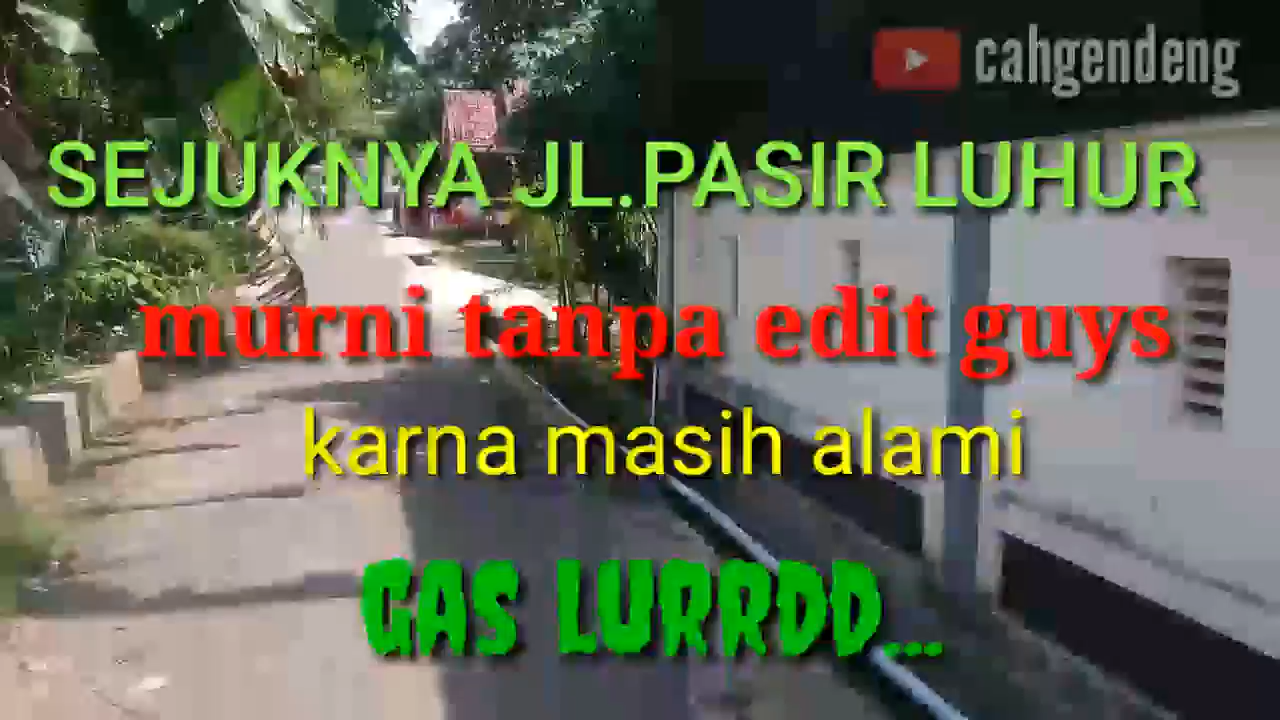 cahgendeng
SEJUKNYA JL.PASIR LUHUR
murni tanpa edit guys
karna masih alami
GAS LURRDD...